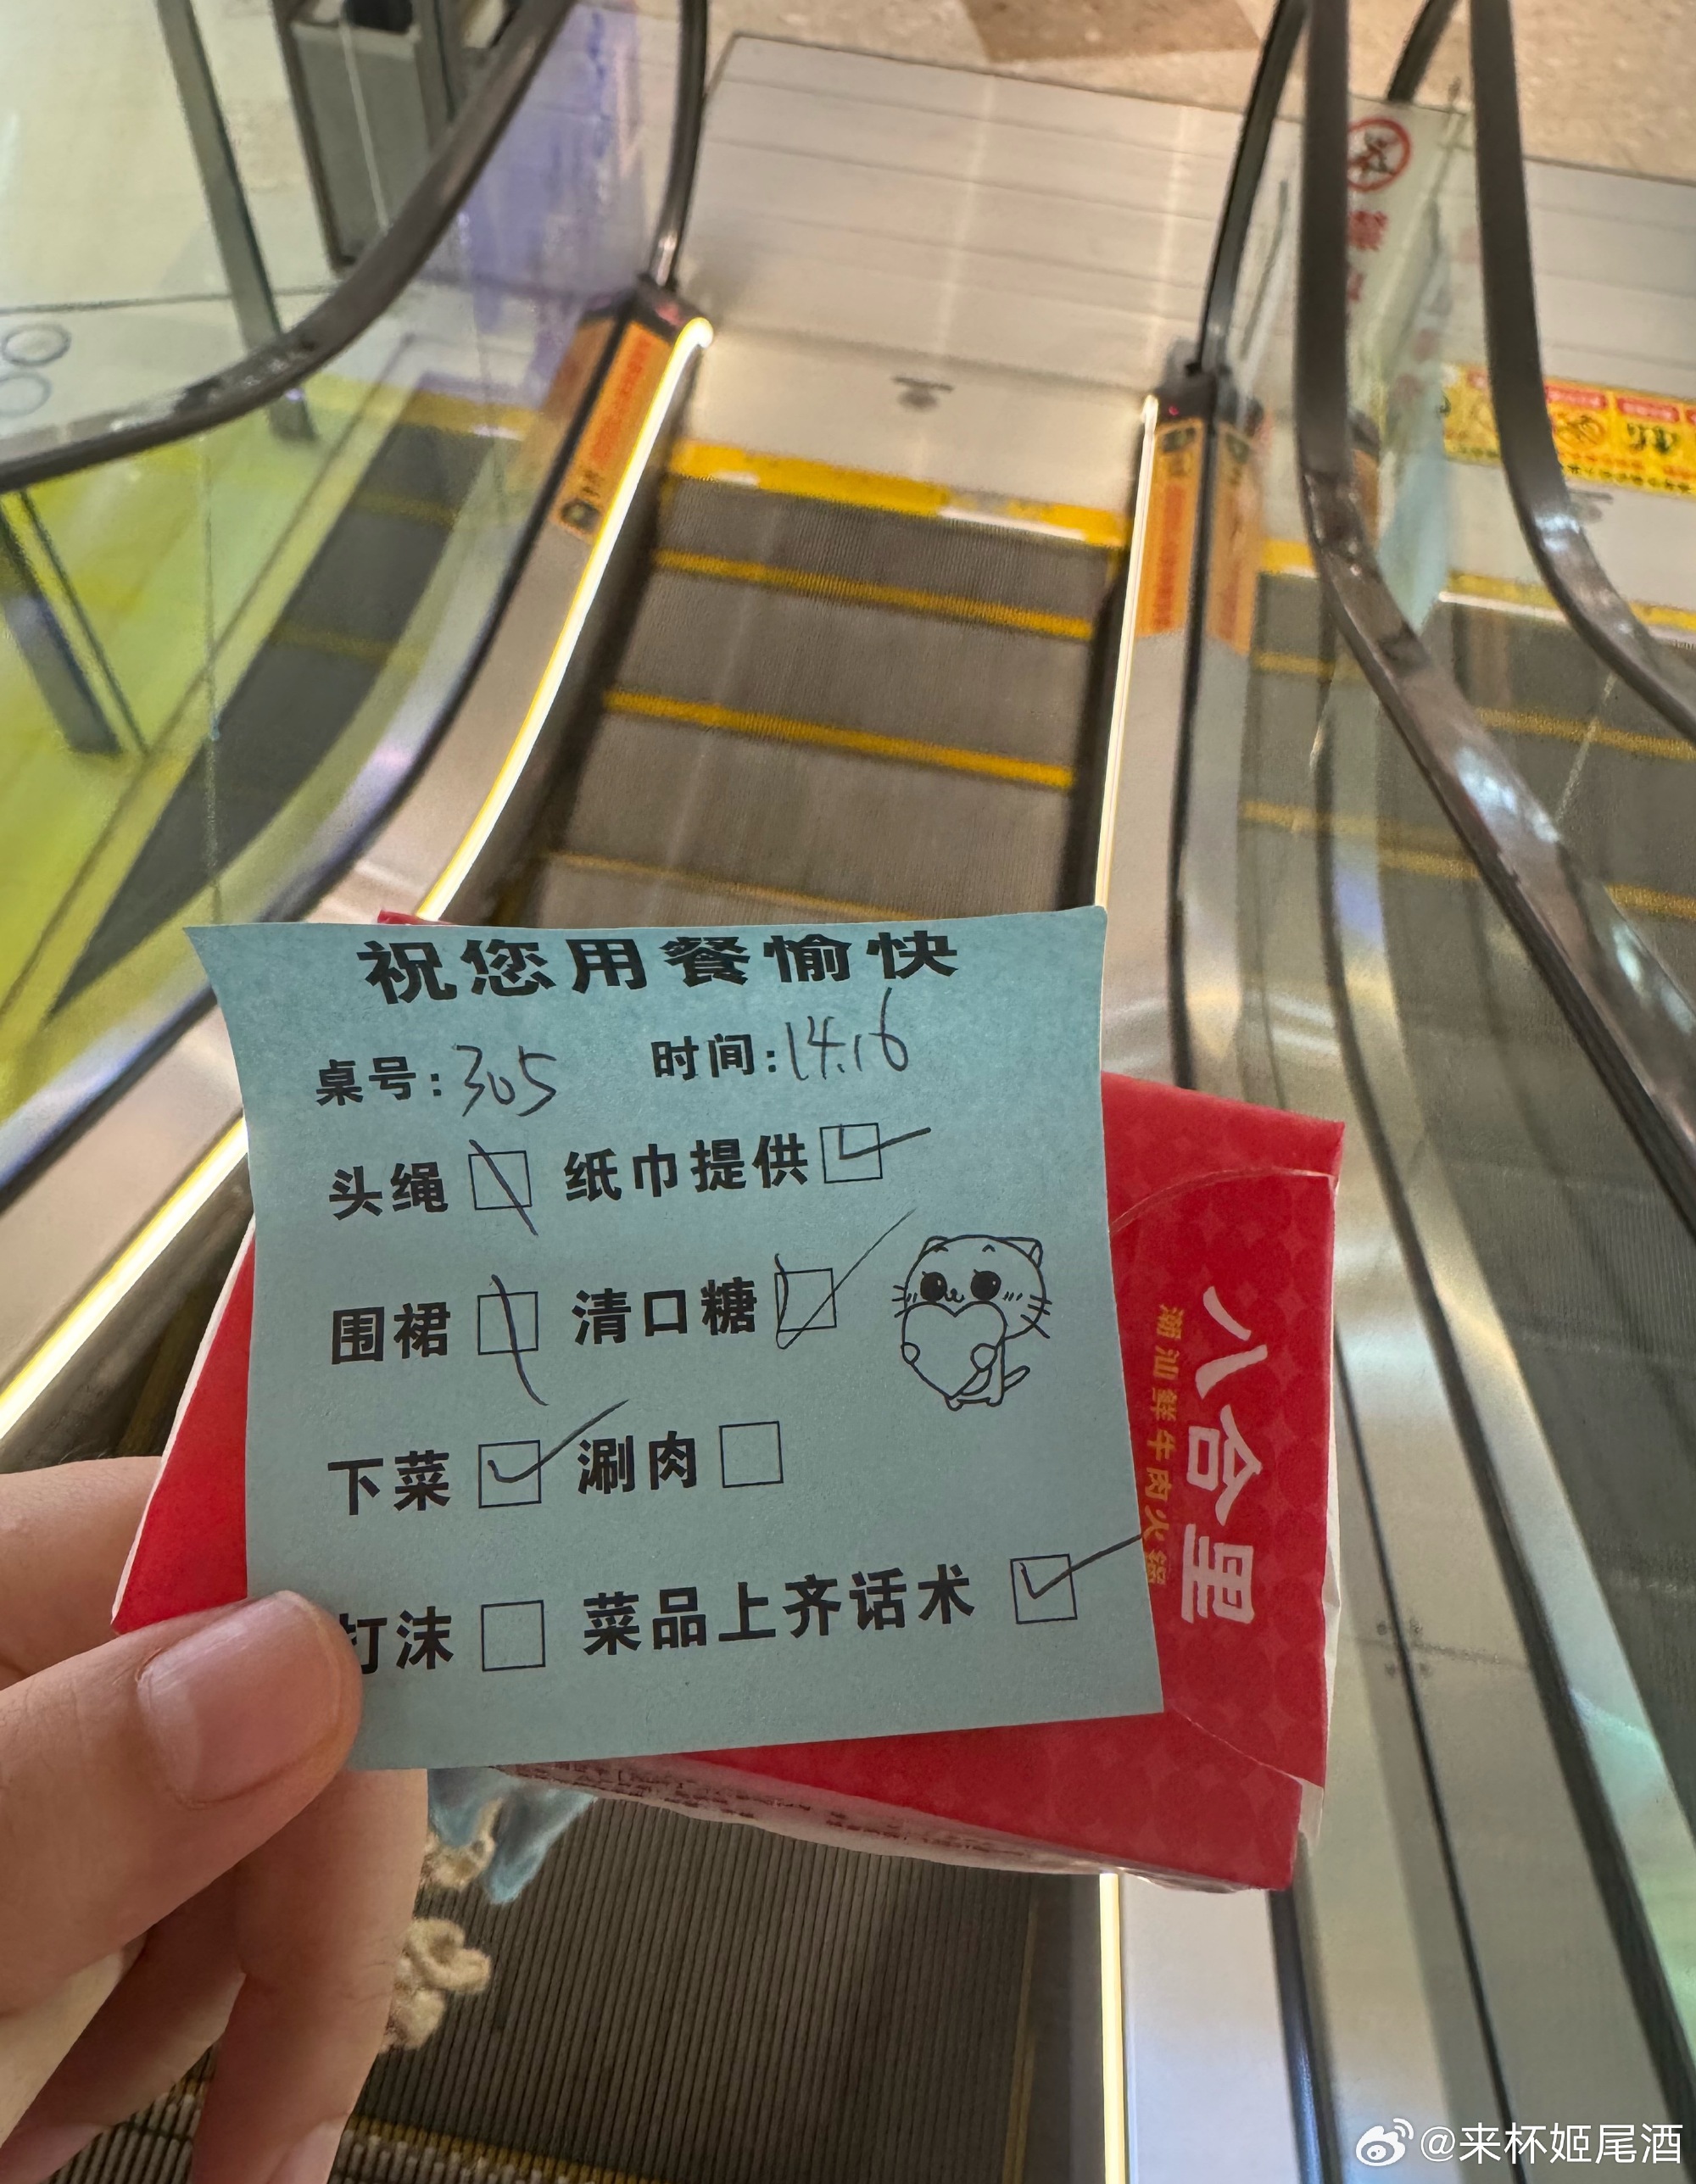 祝您用餐愉快
桌号:305 时间:14.16
头绳 纸巾提供
围裙 清口糖
下菜 涮肉
打沫 菜品上齐话术
八合里
潮汕鲜牛肉火锅
禁
@来杯姬尾酒